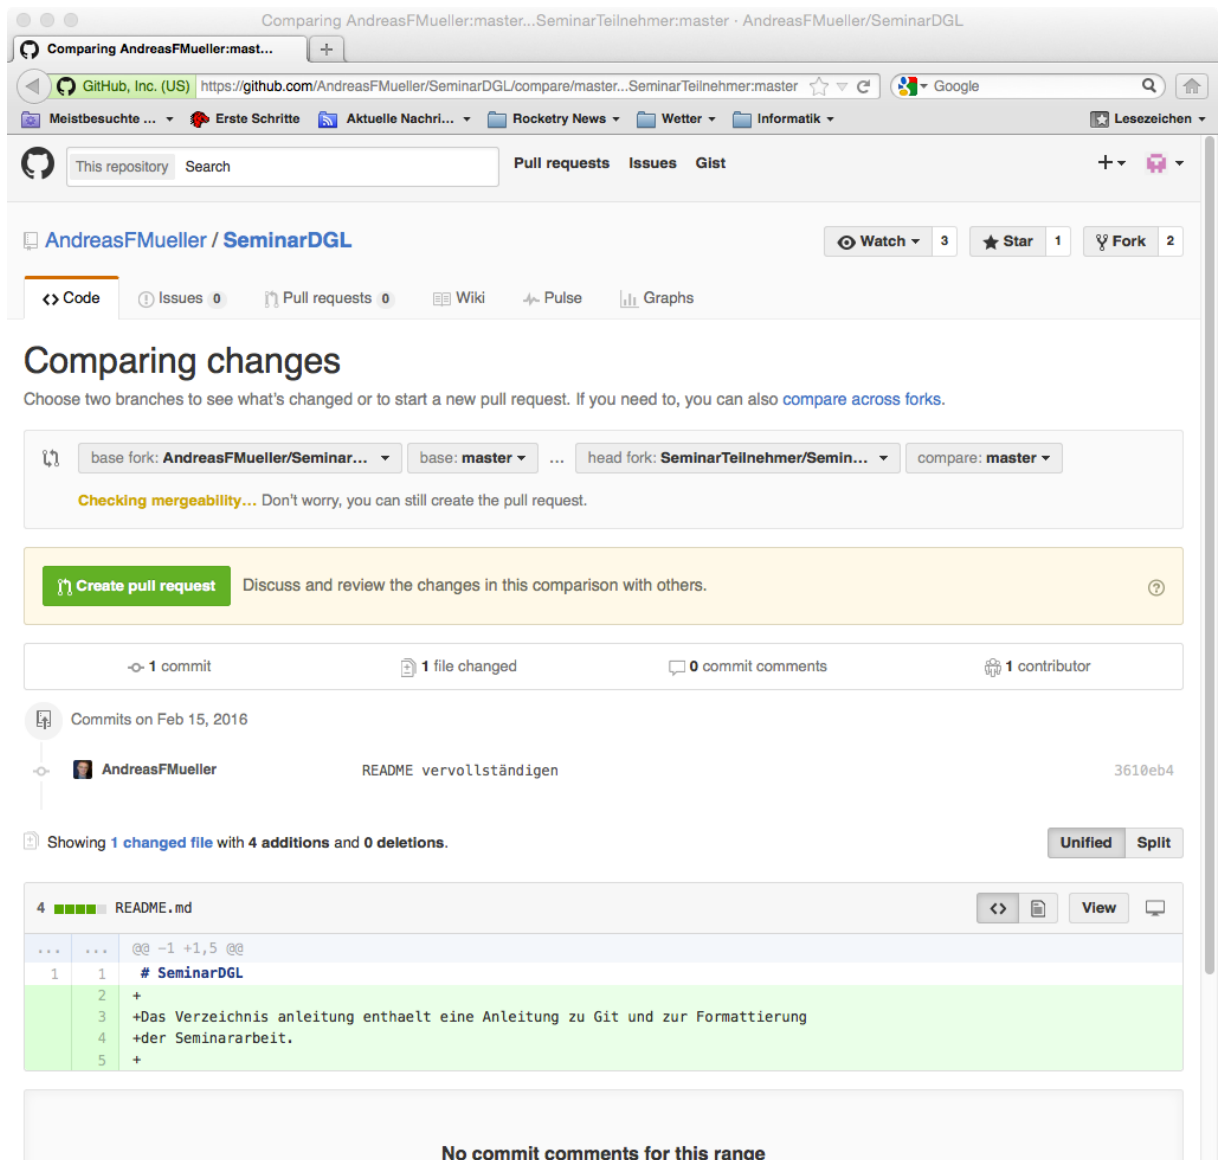 Comparing AndreasFMueller:master...SeminarTeilnehmer:master · AndreasFMueller/SeminarDGL
Comparing AndreasFMueller:mast...
GitHub, Inc. (US) https://github.com/AndreasFMueller/SeminarDGL/compare/master...SeminarTeilnehmer:master Google
Meistbesuchte ... Erste Schritte Aktuelle Nachri... Rocketry News Wetter Informatik Lesezeichen
This repository Search Pull requests Issues Gist
AndreasFMueller / SeminarDGL Watch 3 Star 1 Fork 2
Code Issues 0 Pull requests 0 Wiki Pulse Graphs
Comparing changes
Choose two branches to see what's changed or to start a new pull request. If you need to, you can also compare across forks.
base fork: AndreasFMueller/Seminar... base: master ... head fork: SeminarTeilnehmer/Semin... compare: master
Checking mergeability... Don't worry, you can still create the pull request.
Create pull request Discuss and review the changes in this comparison with others.
1 commit 1 file changed 0 commit comments 1 contributor
Commits on Feb 15, 2016
AndreasFMueller README vervollständigen 3610eb4
Showing 1 changed file with 4 additions and 0 deletions. Unified Split
4 README.md <> View
... ... @@ -1 +1,5 @@
1 1 # SeminarDGL
2 +
3 +Das Verzeichnis anleitung enthaelt eine Anleitung zu Git und zur Formattierung
4 +der Seminararbeit.
5 +
No commit comments for this range